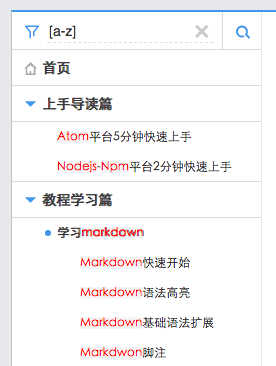 [a-z]
首页
上手导读篇
Atom平台5分钟快速上手
Nodejs-Npm平台2分钟快速上手
教程学习篇
学习markdown
Markdown快速开始
Markdown语法高亮
Markdown基础语法扩展
Markdwon脚注